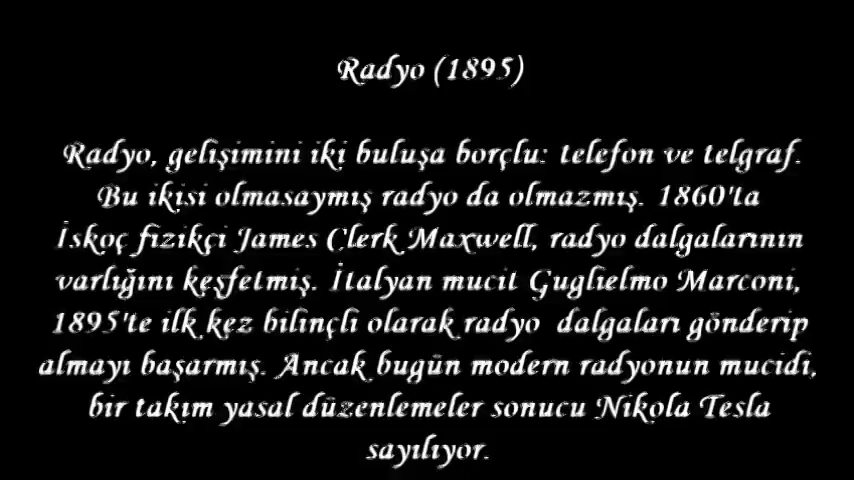 Radyo (1895)
Radyo, gelişimini iki buluşa borçlu: telefon ve telgraf.
Bu ikisi olmasaymış radyo da olmazmış. 1860'ta
İskoç fizikçi James Clerk Maxwell, radyo dalgalarının
varlığını keşfetmiş. İtalyan mucit Guglielmo Marconi,
1895'te ilk kez bilinçli olarak radyo dalgaları gönderip
almayı başarmış. Ancak bugün modern radyonun mucidi,
bir takım yasal düzenlemeler sonucu Nikola Tesla
sayılıyor.